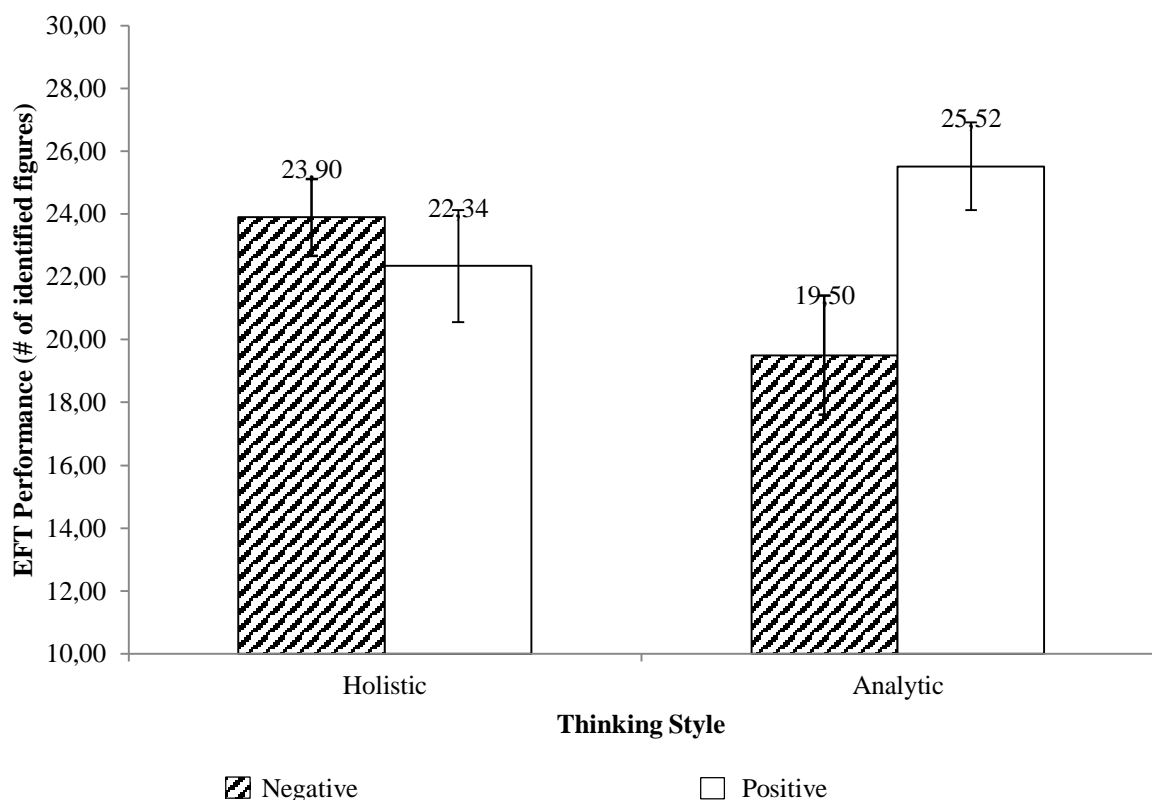 30,00
28,00
26,00
24,00
22,00
20,00
18,00
16,00
14,00
12,00
10,00
EFT Performance (# of identified figures)
23,90
22,34
19,50
25,52
Holistic
Analytic
Thinking Style
Negative
Positive